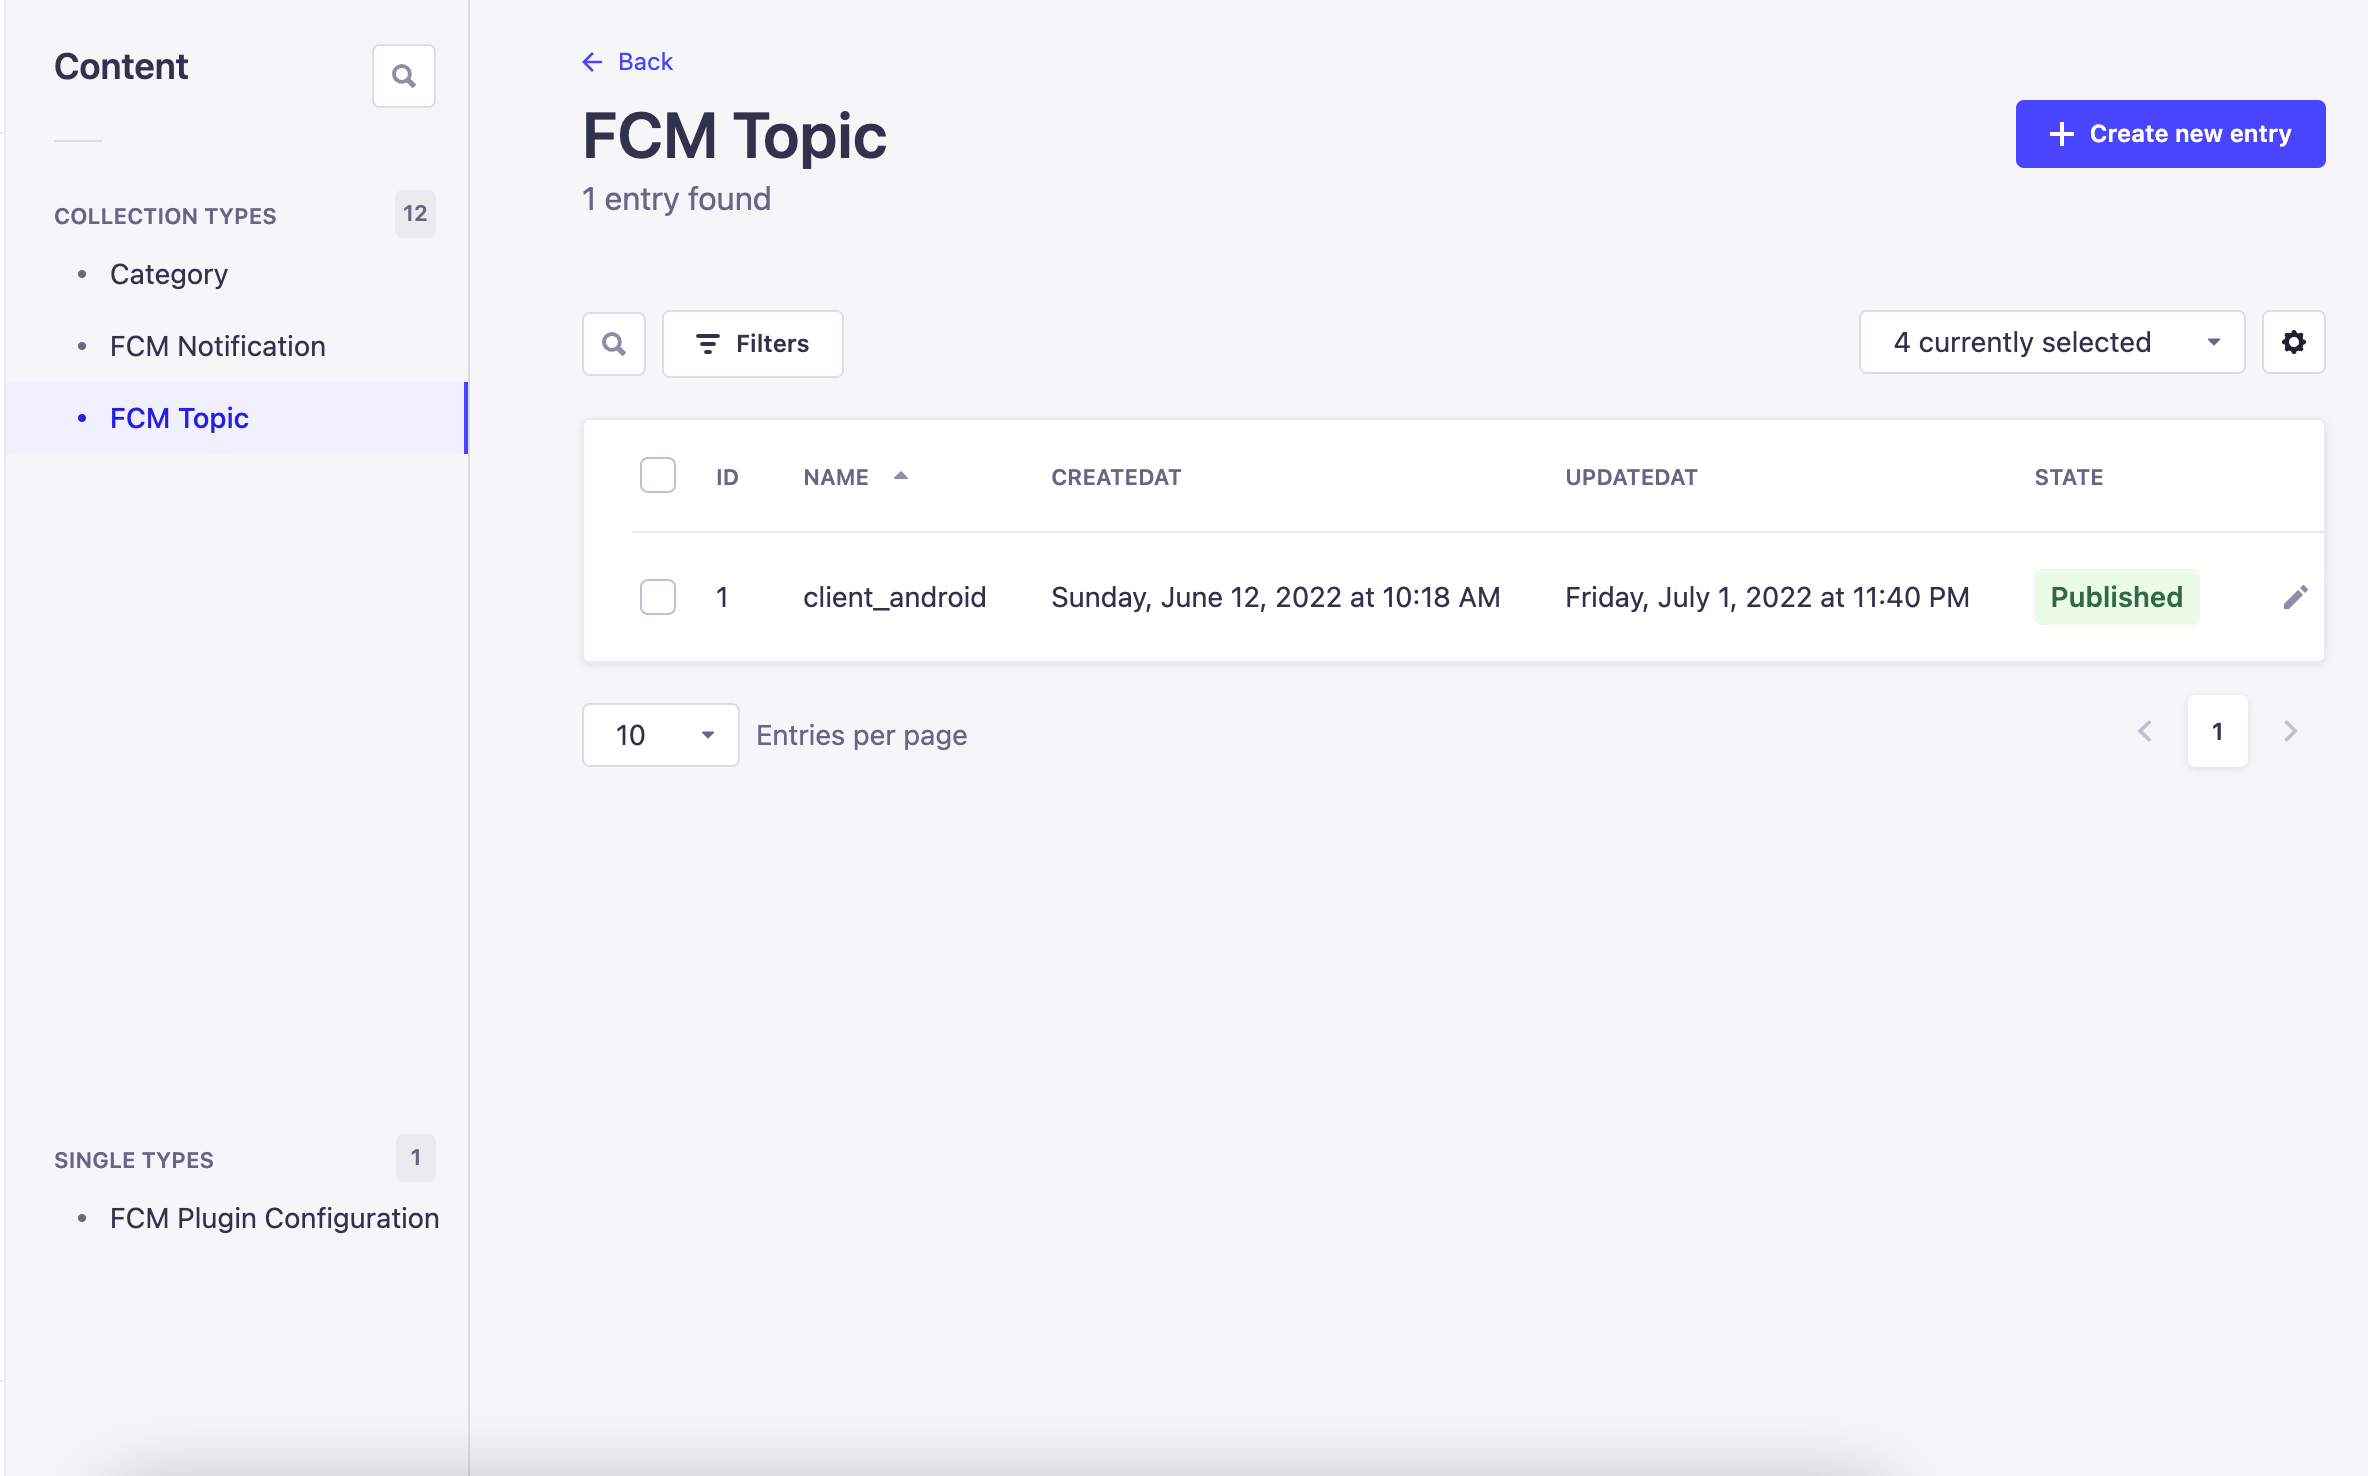 Content
COLLECTION TYPES 12
Category
FCM Notification
FCM Topic
SINGLE TYPES 1
FCM Plugin Configuration
Back
FCM Topic
1 entry found
Create new entry
Filters
4 currently selected
ID NAME CREATEDAT UPDATEDAT STATE
1 client_android Sunday, June 12, 2022 at 10:18 AM Friday, July 1, 2022 at 11:40 PM Published
10 Entries per page
1